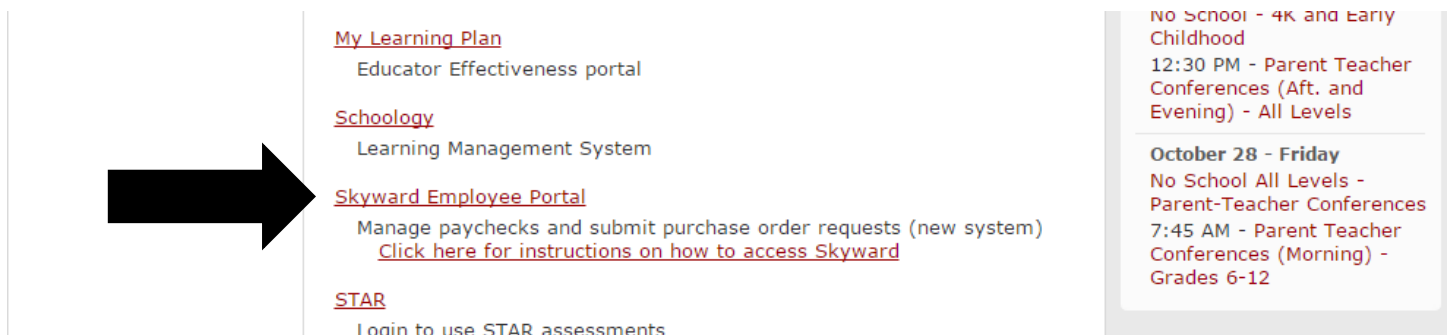 My Learning Plan
Educator Effectiveness portal
Schoology
Learning Management System
Skyward Employee Portal
Manage paychecks and submit purchase order requests (new system)
Click here for instructions on how to access Skyward
STAR
Login to use STAR assessments
No School - 4K and Early
Childhood
12:30 PM - Parent Teacher
Conferences (Aft. and
Evening) - All Levels
October 28 - Friday
No School All Levels -
Parent-Teacher Conferences
7:45 AM - Parent Teacher
Conferences (Morning) -
Grades 6-12